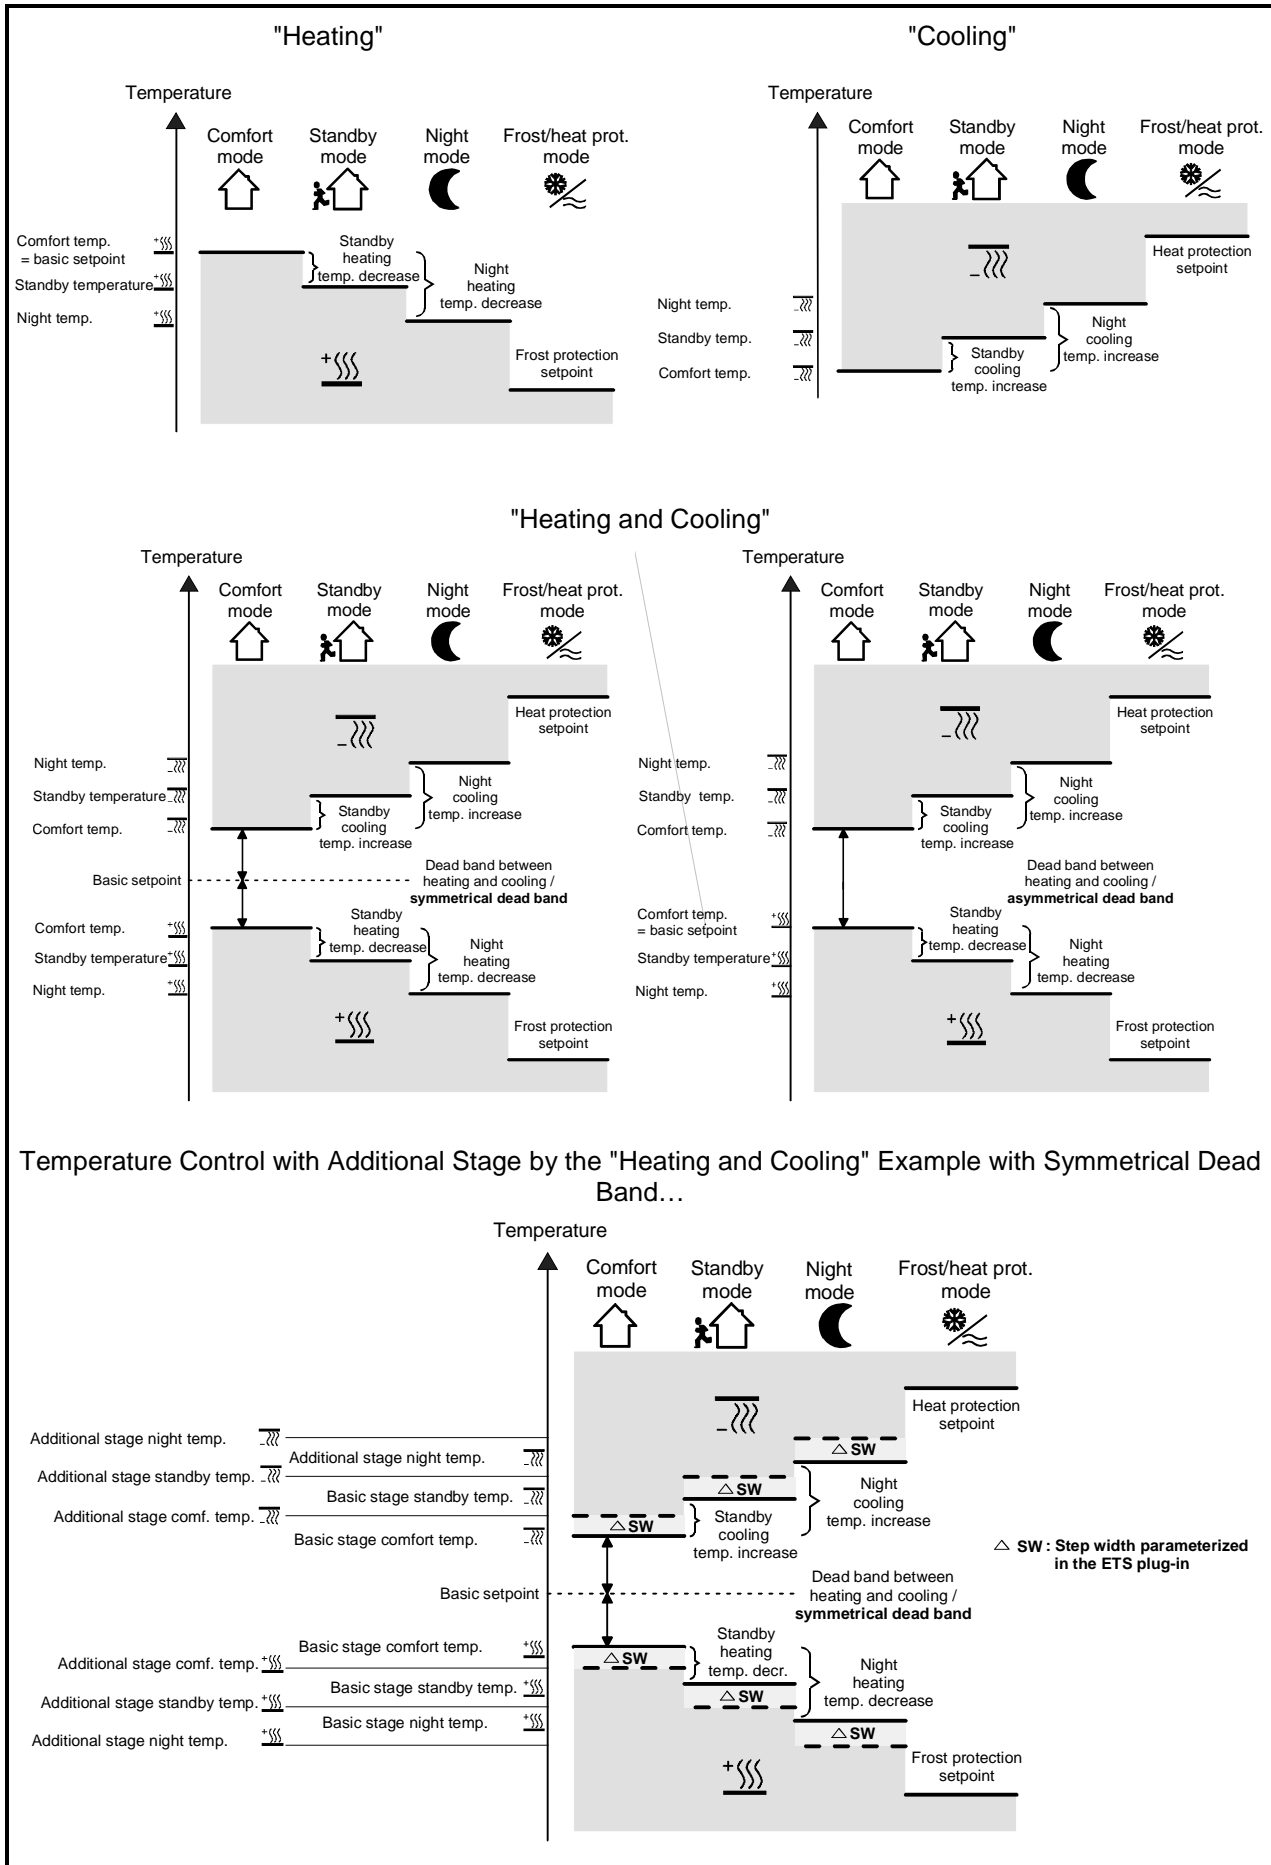 "Heating"
Temperature
Comfort
mode
Standby
mode
Night
mode
Frost/heat prot.
mode
Comfort temp.
= basic setpoint
Standby temperature
Night temp.
Standby
heating
temp. decrease
Night
heating
temp. decrease
Frost protection
setpoint
"Cooling"
Temperature
Comfort
mode
Standby
mode
Night
mode
Frost/heat prot.
mode
Heat protection
setpoint
Night temp.
Standby temp.
Comfort temp.
Standby
cooling
temp. increase
Night
cooling
temp. increase
"Heating and Cooling"
Temperature
Comfort
mode
Standby
mode
Night
mode
Frost/heat prot.
mode
Heat protection
setpoint
Night temp.
Standby temperature
Comfort temp.
Standby
cooling
temp. increase
Night
cooling
temp. increase
Basic setpoint
Dead band between
heating and cooling /
symmetrical dead band
Comfort temp.
Standby temperature
Night temp.
Standby
heating
temp. decrease
Night
heating
temp. decrease
Frost protection
setpoint
Temperature
Comfort
mode
Standby
mode
Night
mode
Frost/heat prot.
mode
Heat protection
setpoint
Night temp.
Standby temp.
Comfort temp.
Standby
cooling
temp. increase
Night
cooling
temp. increase
Dead band between
heating and cooling /
asymmetrical dead band
Comfort temp.
= basic setpoint
Standby temperature
Night temp.
Standby
heating
temp. decrease
Night
heating
temp. decrease
Frost protection
setpoint
Temperature Control with Additional Stage by the "Heating and Cooling" Example with Symmetrical Dead
Band…
Temperature
Comfort
mode
Standby
mode
Night
mode
Frost/heat prot.
mode
Heat protection
setpoint
Additional stage night temp.
Additional stage night temp.
Additional stage standby temp.
Basic stage standby temp.
Additional stage comf. temp.
Basic stage comfort temp.
△ SW
△ SW
△ SW
Standby
cooling
temp. increase
Night
cooling
temp. increase
△ SW : Step width parameterized
in the ETS plug-in
Basic setpoint
Dead band between
heating and cooling /
symmetrical dead band
Basic stage comfort temp.
Additional stage comf. temp.
Basic stage standby temp.
Additional stage standby temp.
Basic stage night temp.
Additional stage night temp.
△ SW
△ SW
△ SW
Standby
heating
temp. decr.
Night
heating
temp. decrease
Frost protection
setpoint